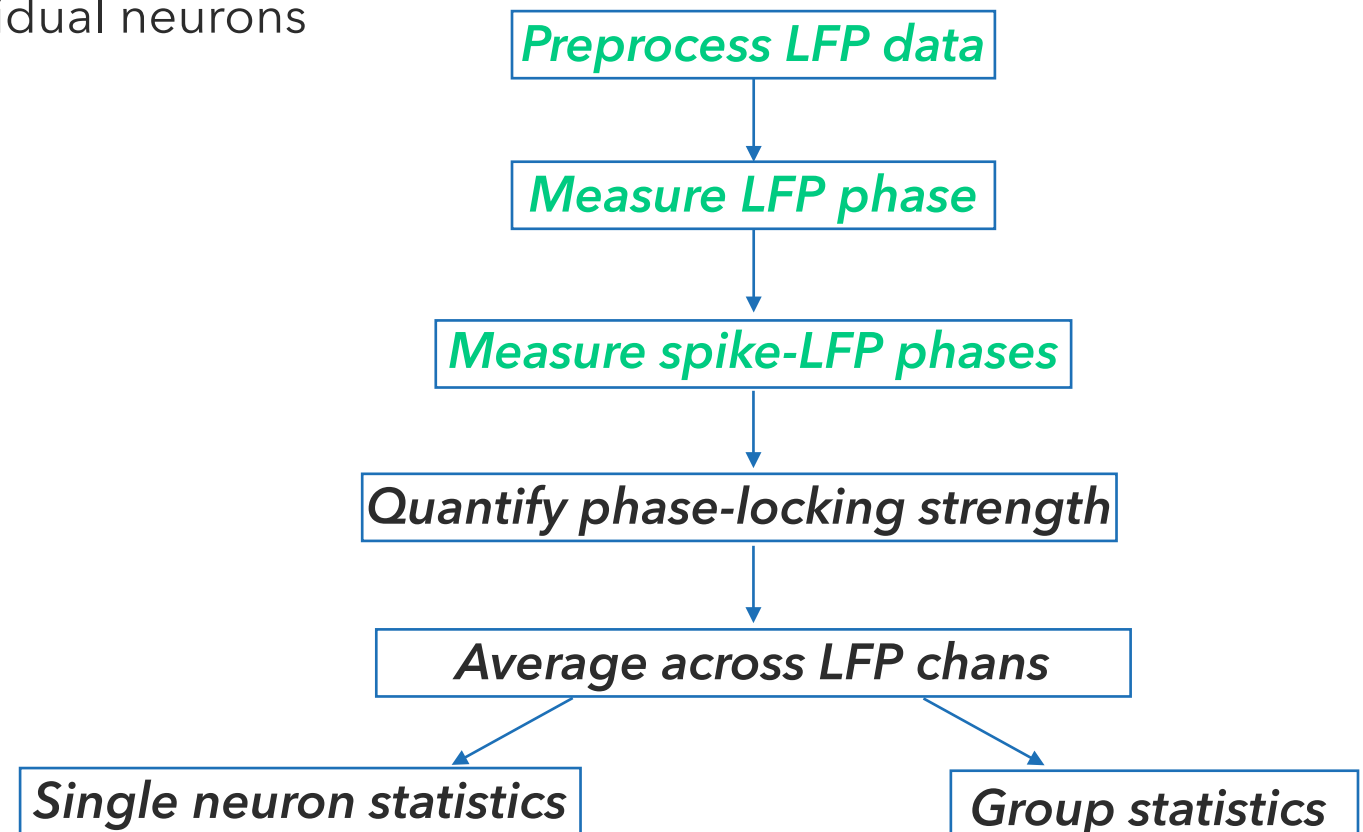 neurons
Preprocess LFP data
Measure LFP phase
Measure spike-LFP phases
Quantify phase-locking strength
Average across LFP chans
Single neuron statistics
Group statistics